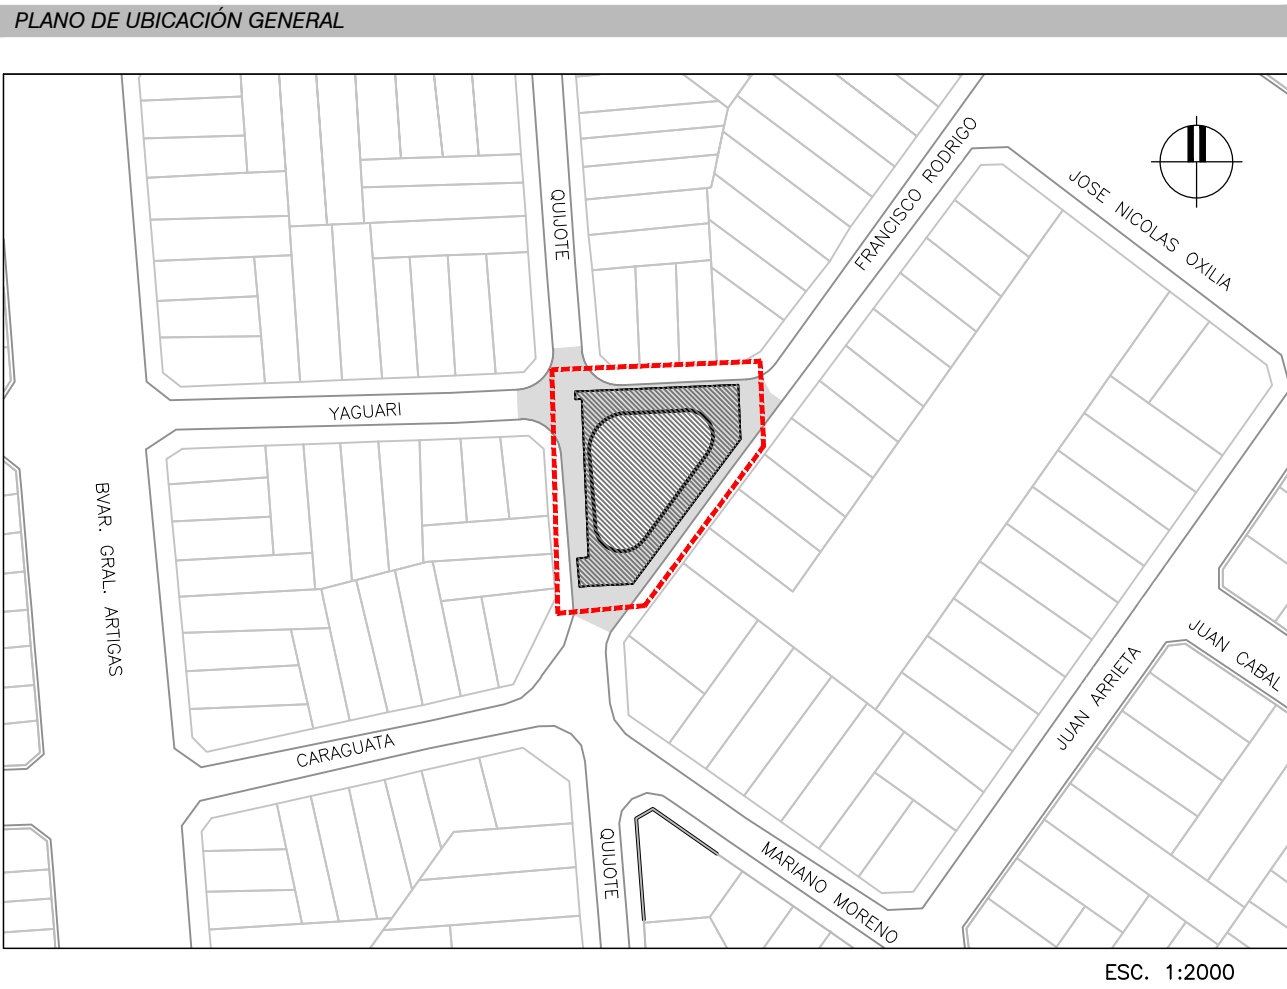 PLANO DE UBICACIÓN GENERAL
FRANCISCO RODRIGO
JOSE NICOLAS OXILIA
QUIJOTE
YAGUARI
BVAR. GRAL. ARTIGAS
JUAN CABAL
JUAN ARRIETA
CARAGUATA
QUIJOTE
MARIANO MORENO
ESC. 1:2000